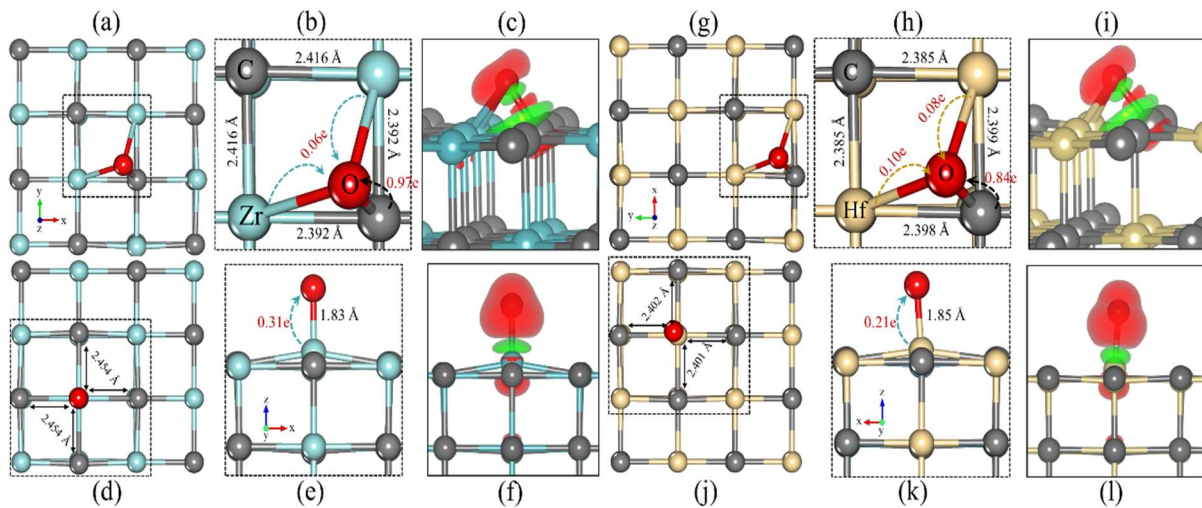 (a)
(b)
(c)
(g)
(h)
(i)
C
2.416 Å
2.416 Å
2.392 Å
0.06e
0.97e
O
Zr
2.392 Å
y
z
x
C
2.385 Å
2.385 Å
2.399 Å
0.08e
0.10e
0.84e
O
Hf
2.398 Å
x
y
z
2.454 Å
2.454 Å
0.31e
1.83 Å
z
y
x
2.402 Å
2.401 Å
0.21e
1.85 Å
z
x
y
(d)
(e)
(f)
(j)
(k)
(l)